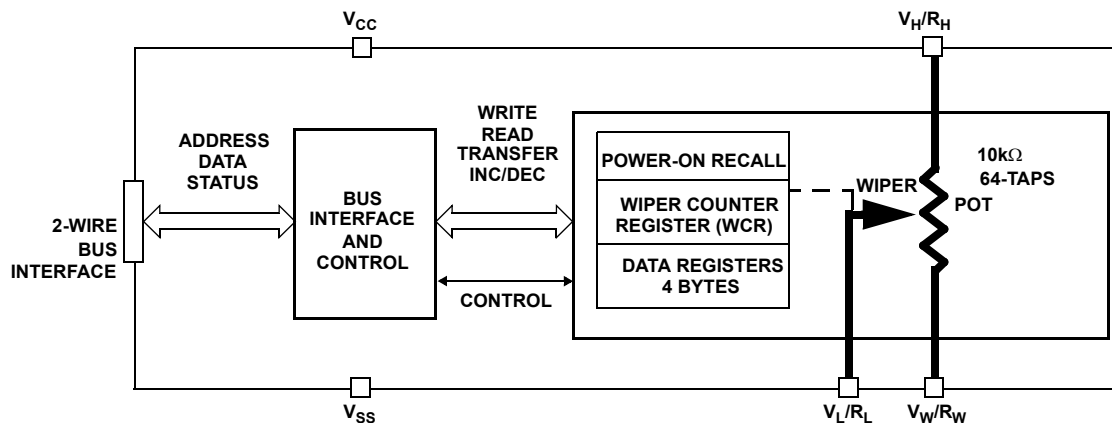 VCC
VH/RH
ADDRESS
DATA
STATUS
WRITE
READ
TRANSFER
INC/DEC
2-WIRE
BUS
INTERFACE
BUS
INTERFACE
AND
CONTROL
CONTROL
POWER-ON RECALL
WIPER COUNTER
REGISTER (WCR)
DATA REGISTERS
4 BYTES
WIPER
10kΩ
64-TAPS
POT
VSS
VL/RL
VW/RW